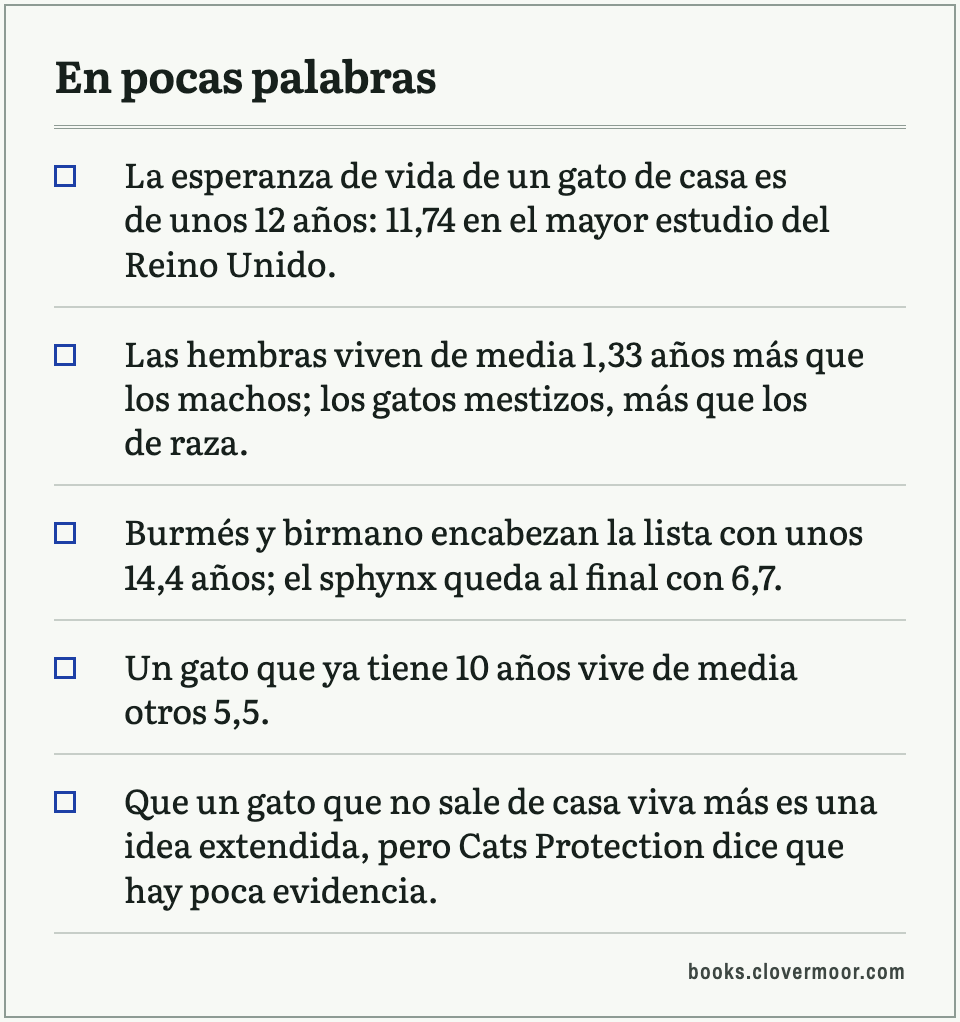 En pocas palabras
La esperanza de vida de un gato de casa es
de unos 12 años: 11,74 en el mayor estudio del
Reino Unido.
Las hembras viven de media 1,33 años más que
los machos; los gatos mestizos, más que los
de raza.
Burmés y birmano encabezan la lista con unos
14,4 años; el sphynx queda al final con 6,7.
Un gato que ya tiene 10 años vive de media
otros 5,5.
Que un gato que no sale de casa viva más es una
idea extendida, pero Cats Protection dice que
hay poca evidencia.
books.clovermoor.com